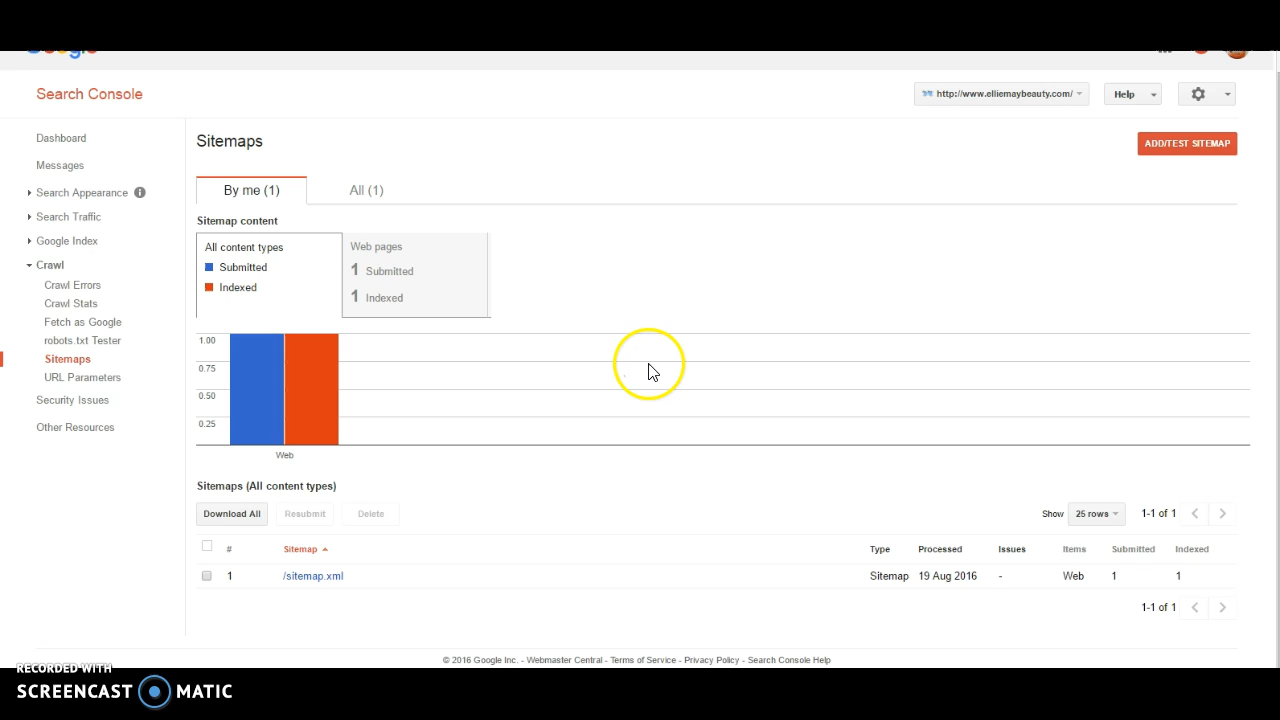 Google
Search Console
http://www.elliemaybeauty.com/
Help
Dashboard
Messages
Search Appearance
Search Traffic
Google Index
Crawl
Crawl Errors
Crawl Stats
Fetch as Google
robots.txt Tester
Sitemaps
URL Parameters
Security Issues
Other Resources
Sitemaps
ADD/TEST SITEMAP
By me (1) All (1)
Sitemap content
All content types
Submitted
Indexed
Web pages
1 Submitted
1 Indexed
1.00
0.75
0.50
0.25
Web
Sitemaps (All content types)
Download All Resubmit Delete Show 25 rows 1-1 of 1
# Sitemap Type Processed Issues Items Submitted Indexed
1 /sitemap.xml Sitemap 19 Aug 2016 - Web 1 1
1-1 of 1
© 2016 Google Inc. - Webmaster Central - Terms of Service - Privacy Policy - Search Console Help
RECORDED WITH
SCREENCAST MATIC